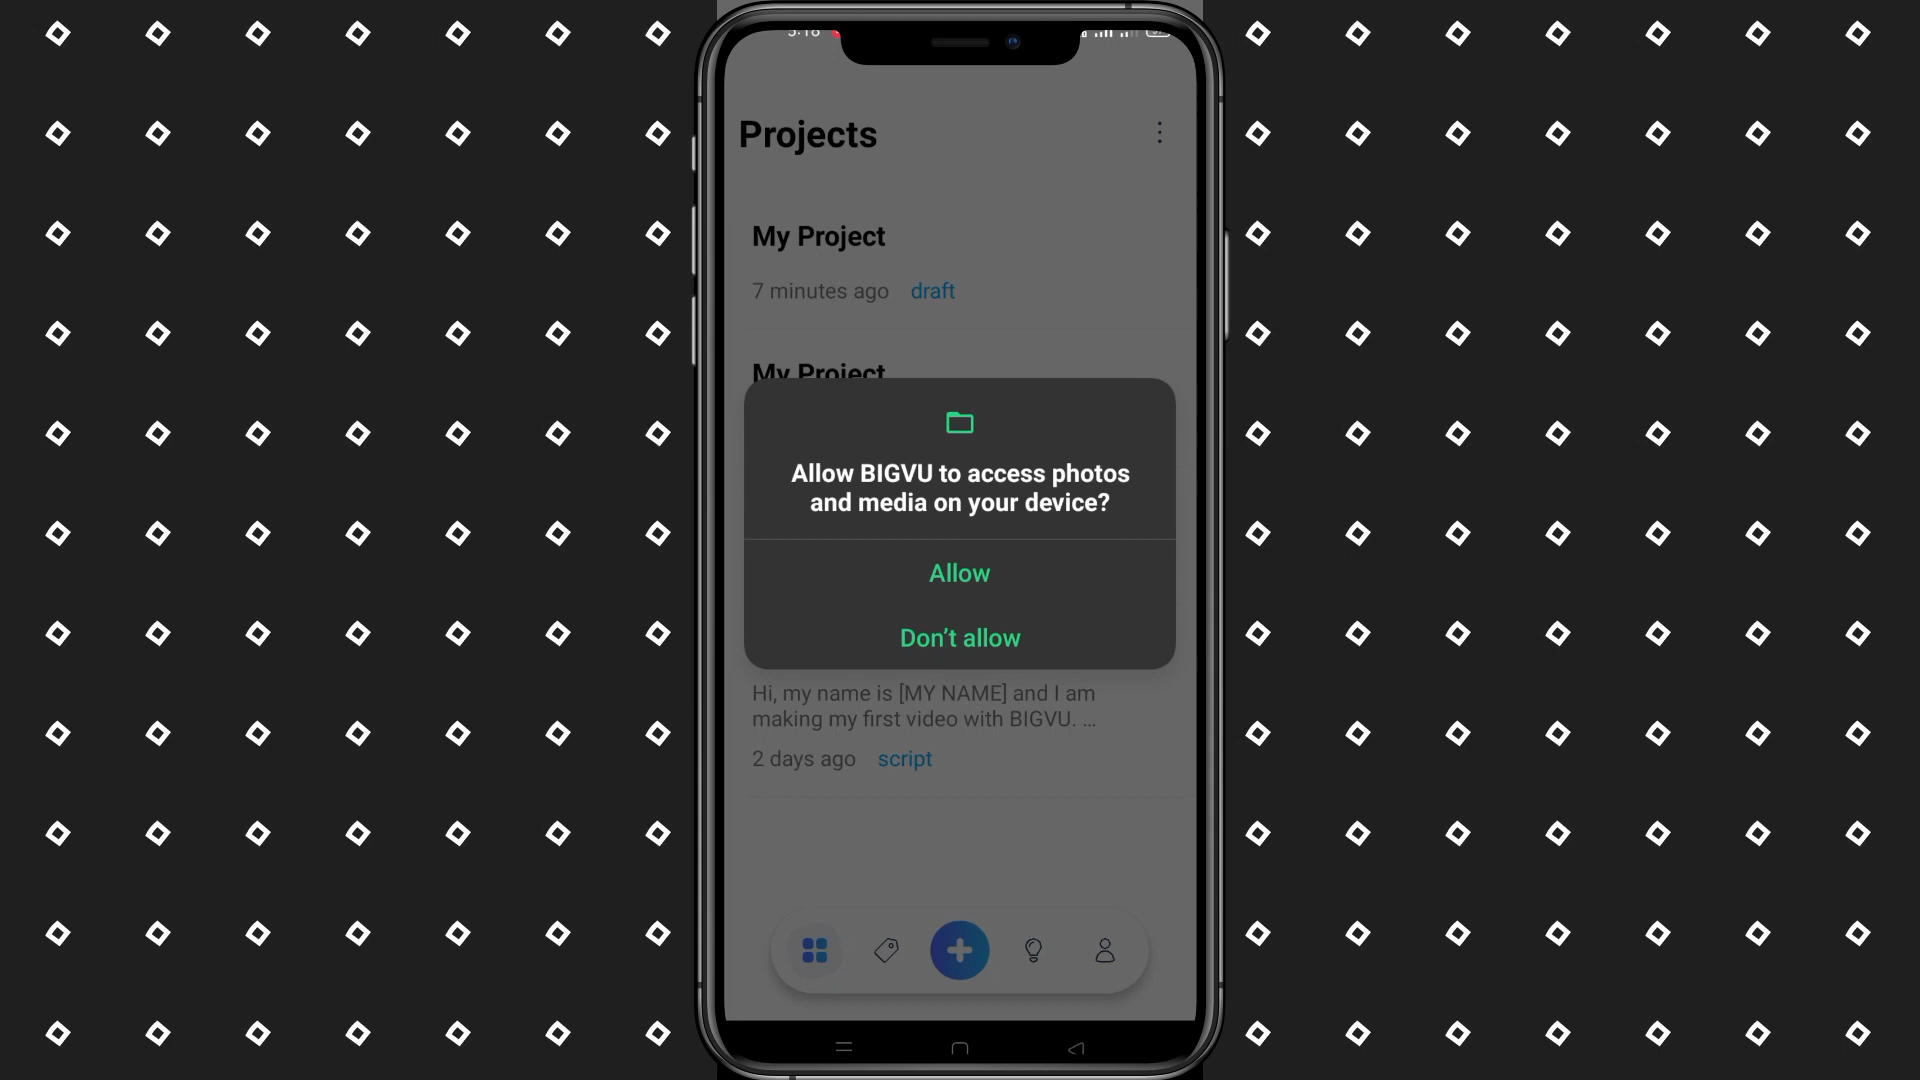 Projects
My Project
7 minutes ago draft
My Project
Allow BIGVU to access photos
and media on your device?
Allow
Don’t allow
Hi, my name is [MY NAME] and I am
making my first video with BIGVU. ...
2 days ago script